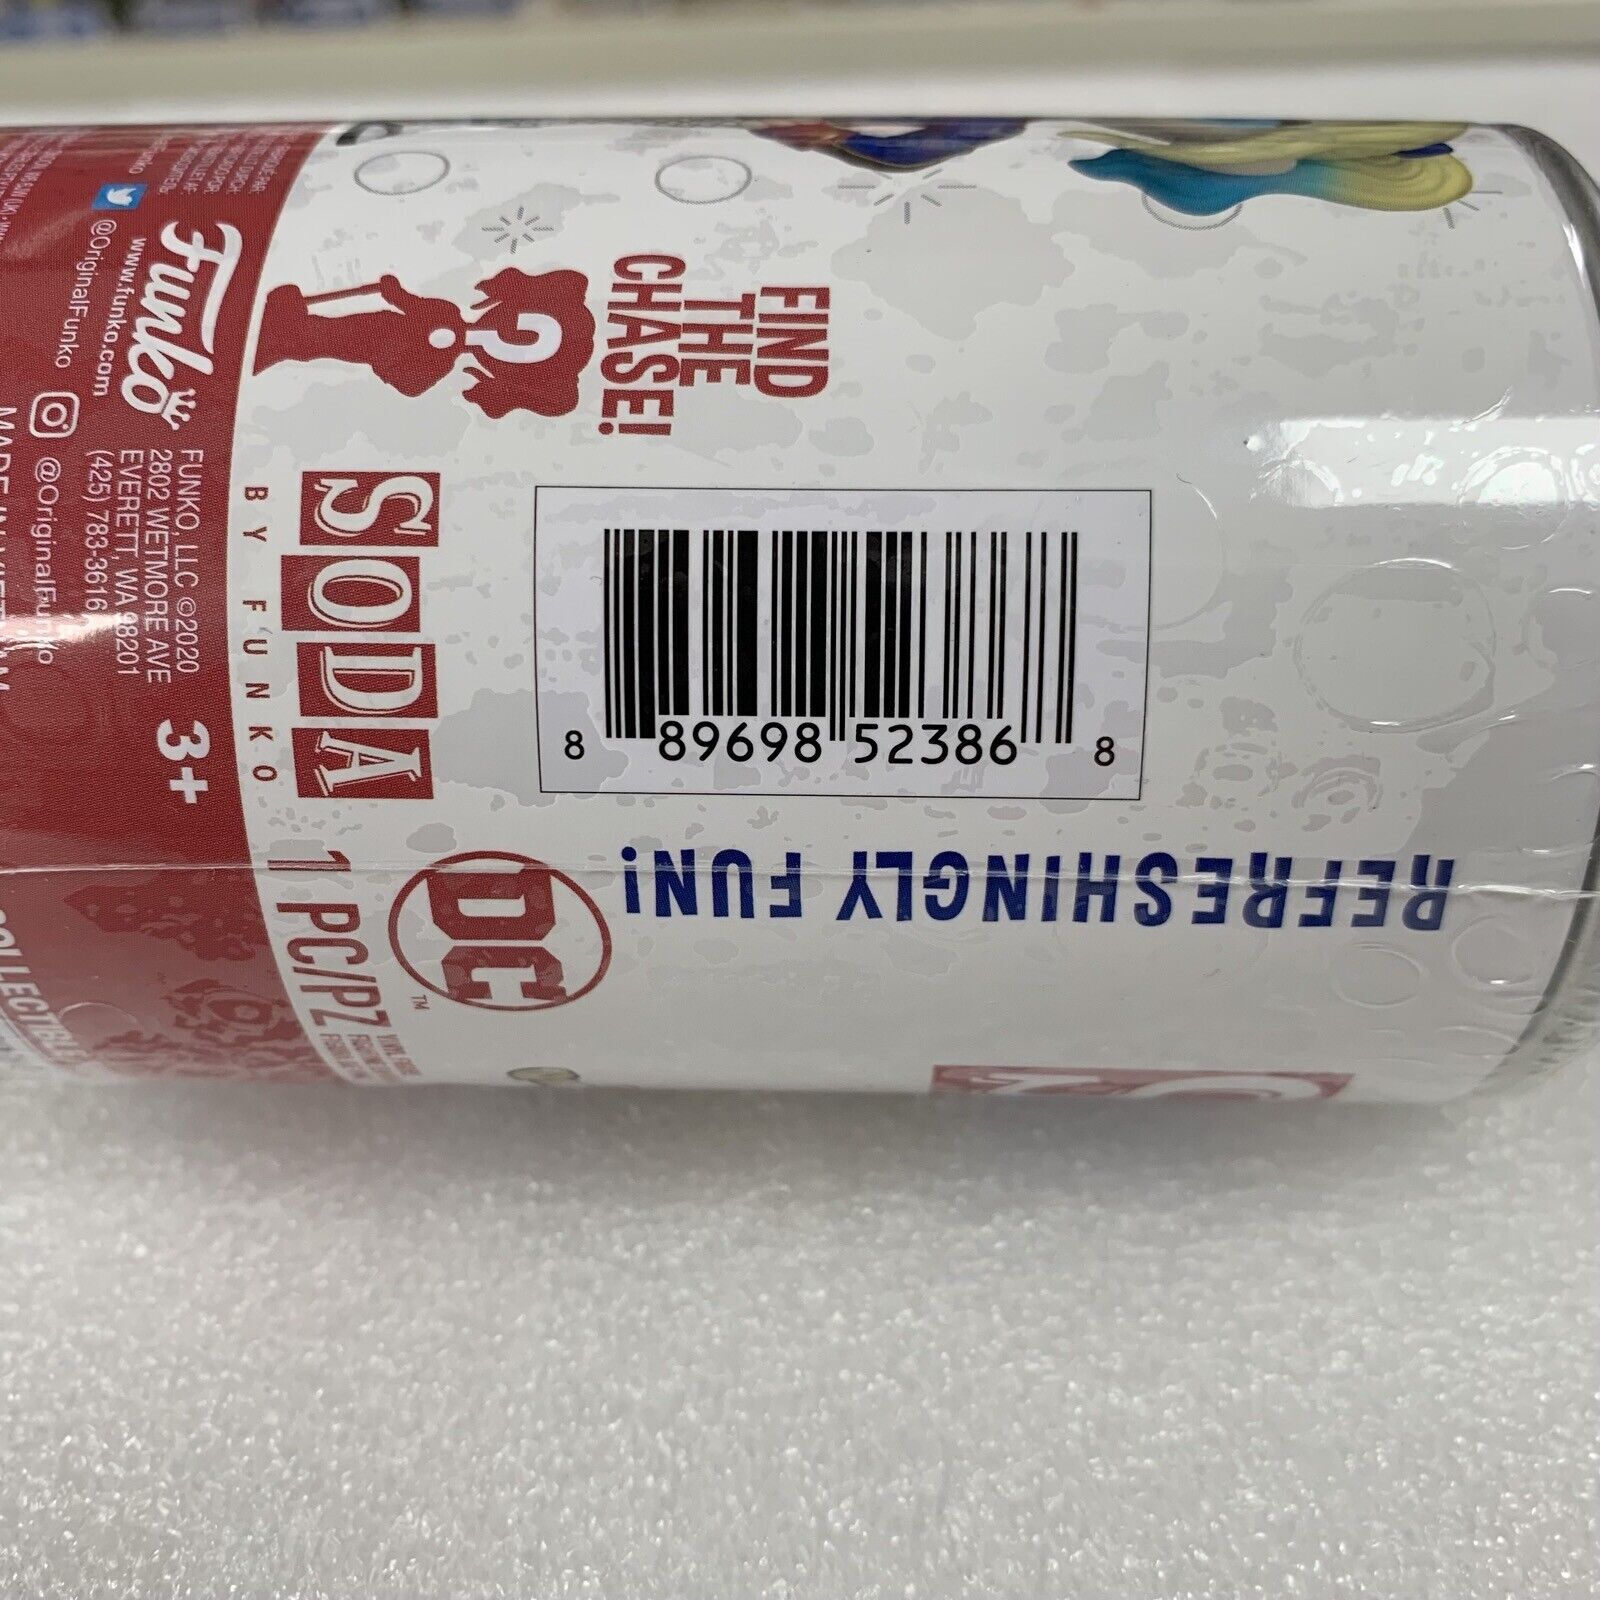 FIND
THE
CHASE!
?
SODA
BY FUNKO
8 89698 52386 8
REFRESHINGLY FUN!
DC
™
1 PC/PZ
Funko
www.funko.com
@OriginalFunko
@OriginalFunko
FUNKO, LLC ©2020
2802 WETMORE AVE
EVERETT, WA 98201
(425) 783-3616
3+